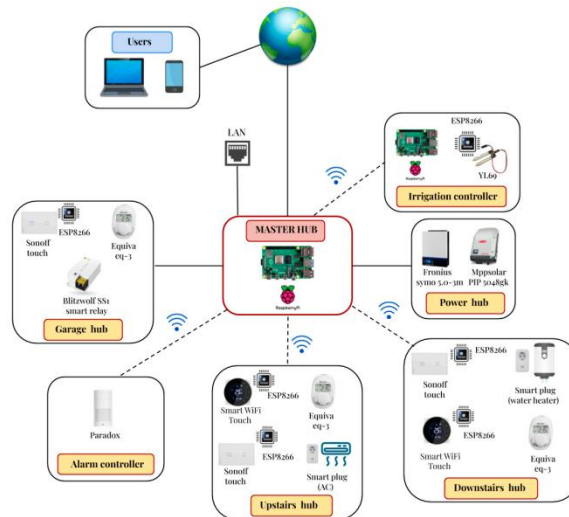 Users
LAN
ESP8266
YL69
RaspberryPi
Irrigation controller
MASTER HUB
RaspberryPi
ESP8266
Sonoff
touch
Equiva
eq-3
Blitzwolf SS1
smart relay
Garage hub
Fronius
symo 5.0-3m
Mppsolar
PIP 5048gk
Power hub
Paradox
Alarm controller
Smart WiFi
Touch
ESP8266
Equiva
eq-3
ESP8266
Sonoff
touch
Smart plug
(AC)
Upstairs hub
ESP8266
Sonoff
touch
Smart plug
(water heater)
Smart WiFi
Touch
ESP8266
Equiva
eq-3
Downstairs hub